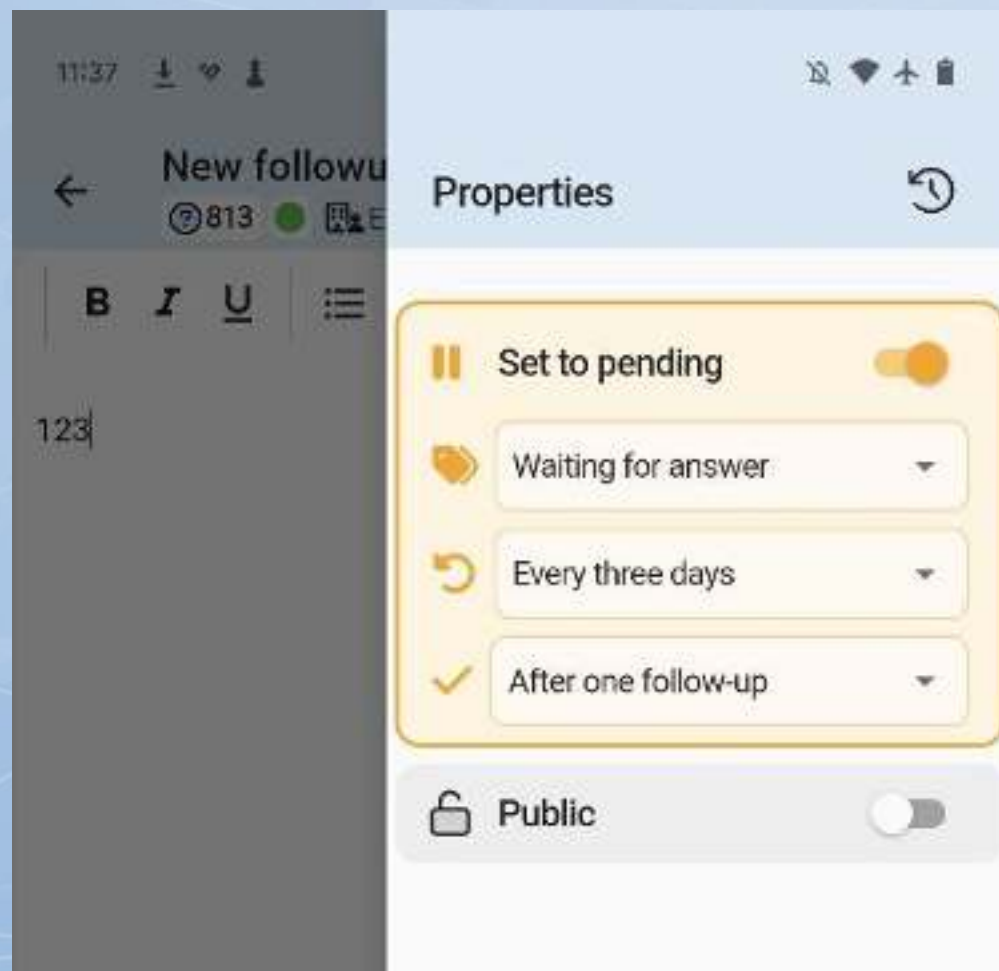 11:37
New followu
813 E
Properties
B I U
123
Set to pending
Waiting for answer
Every three days
After one follow-up
Public